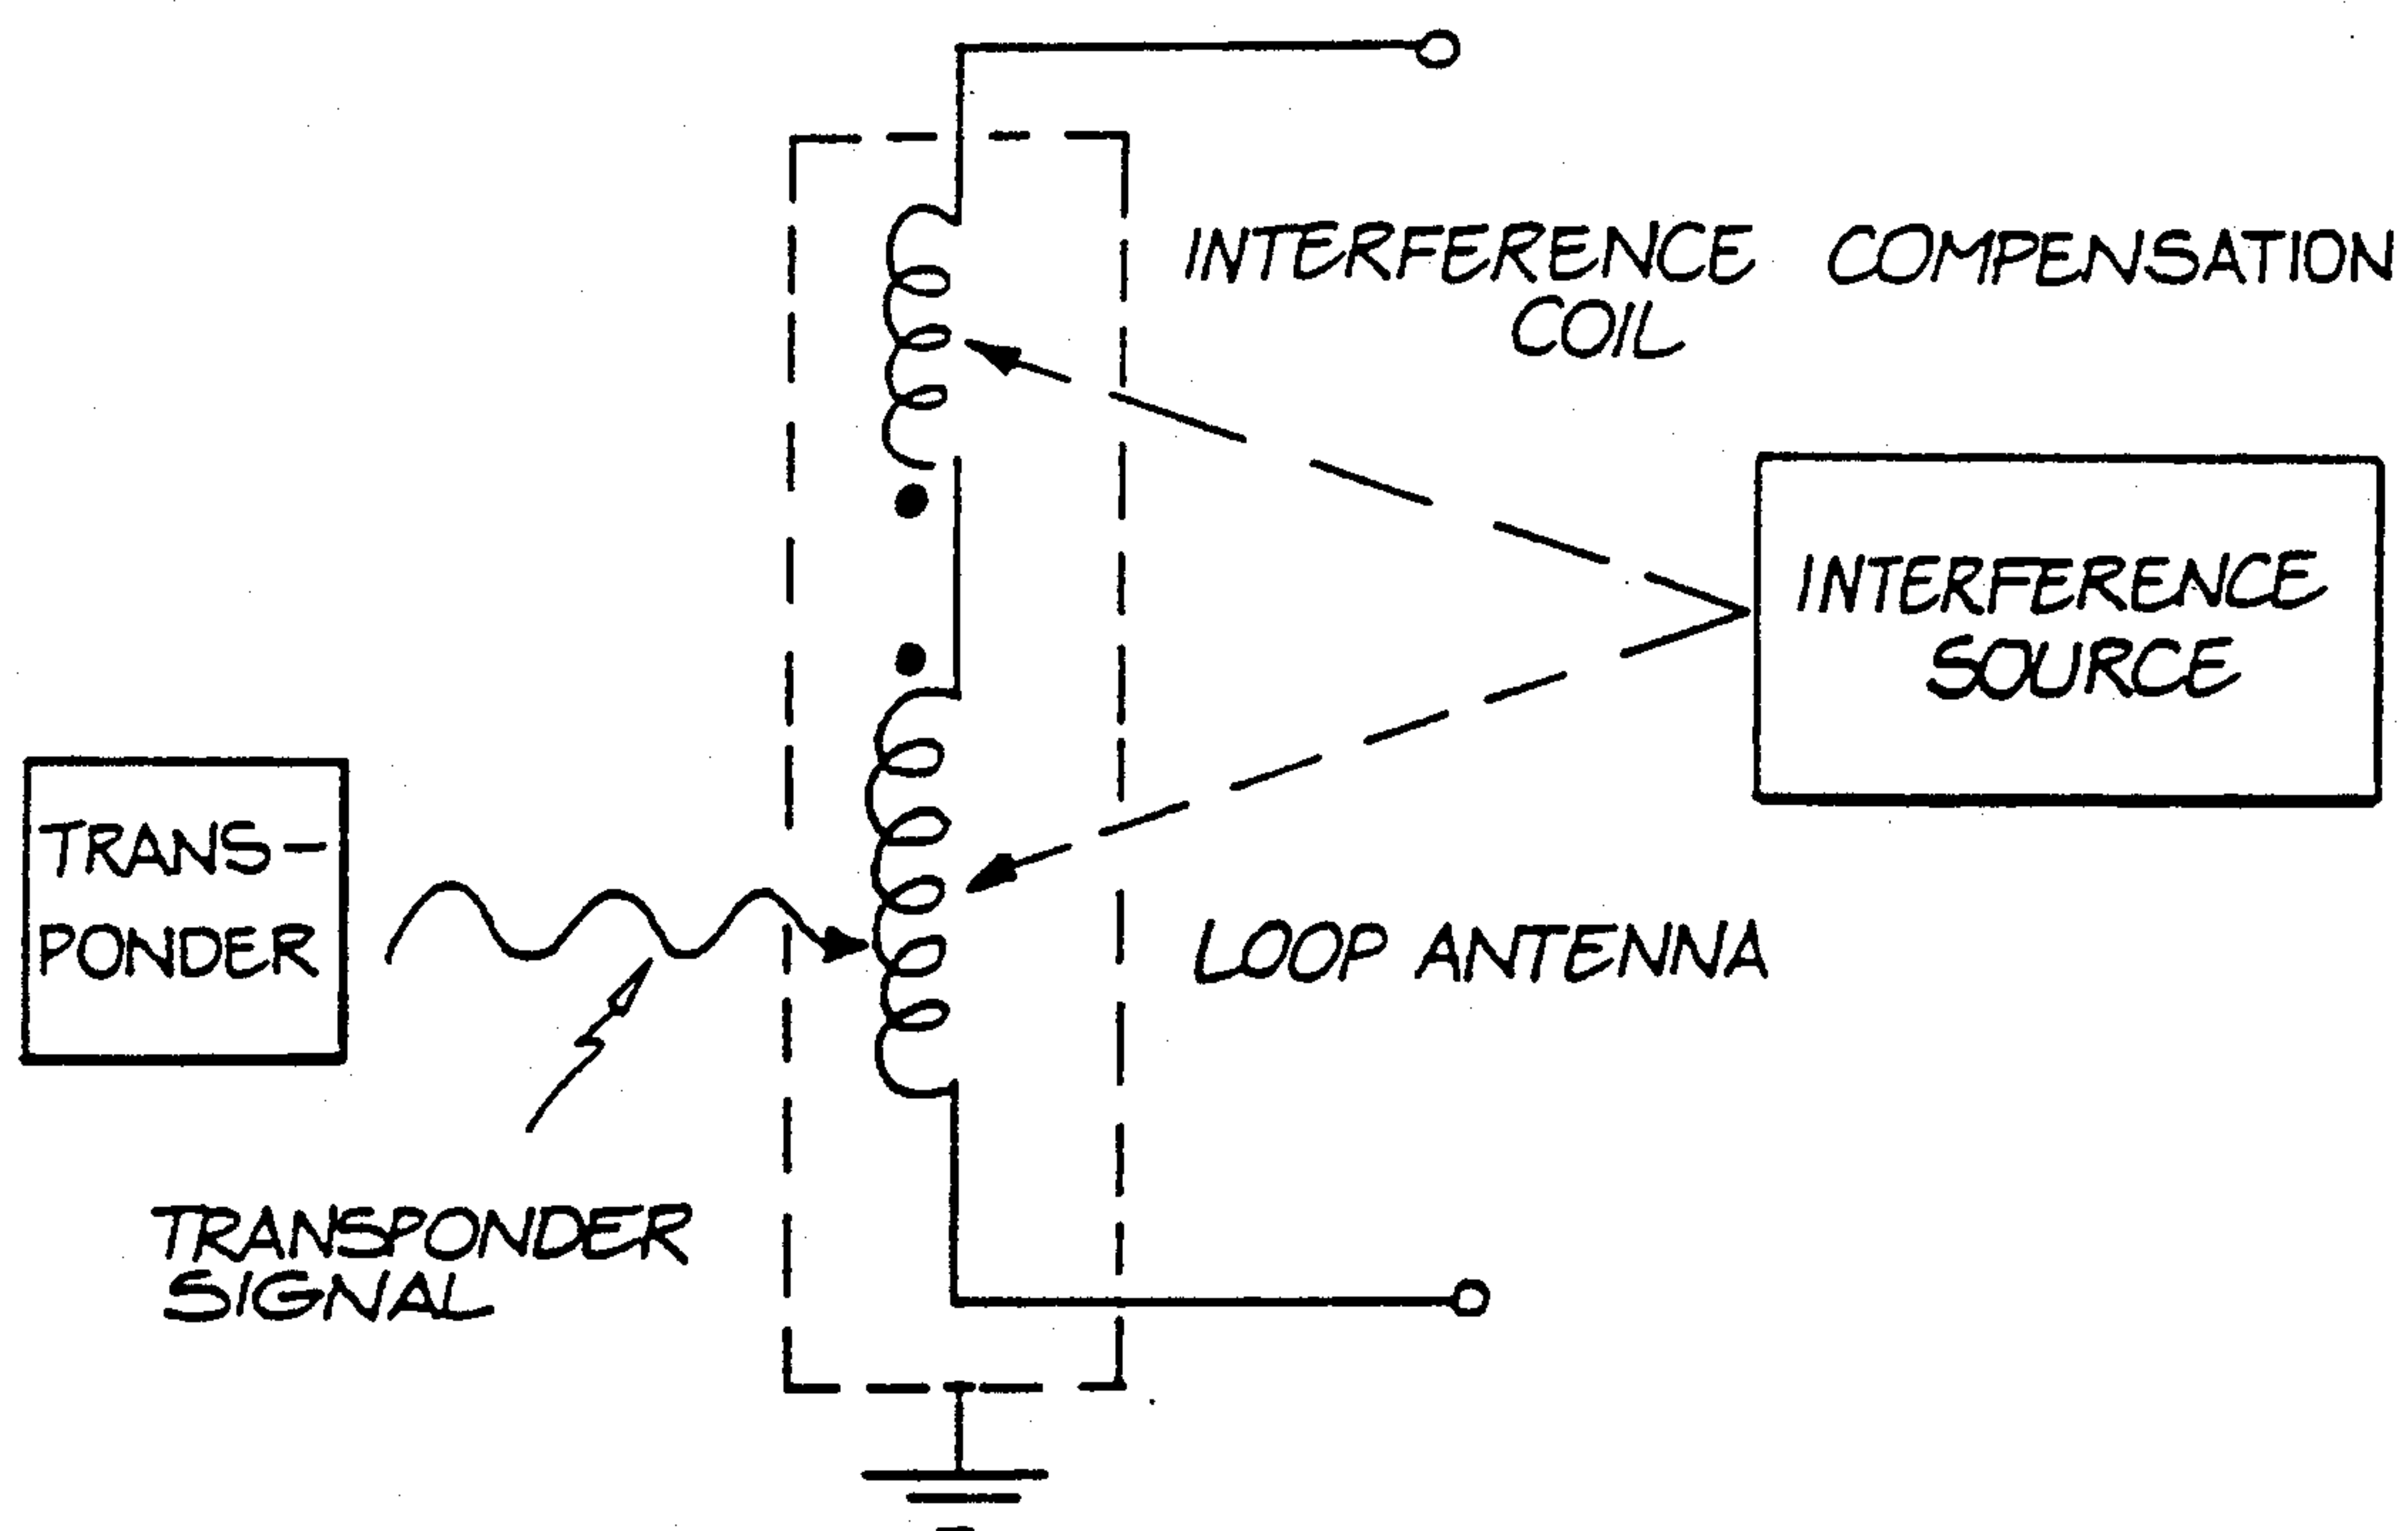 INTERFERENCE COMPENSATION
COIL
INTERFERENCE
SOURCE
TRANS-
PONDER
LOOP ANTENNA
TRANSPONDER
SIGNAL